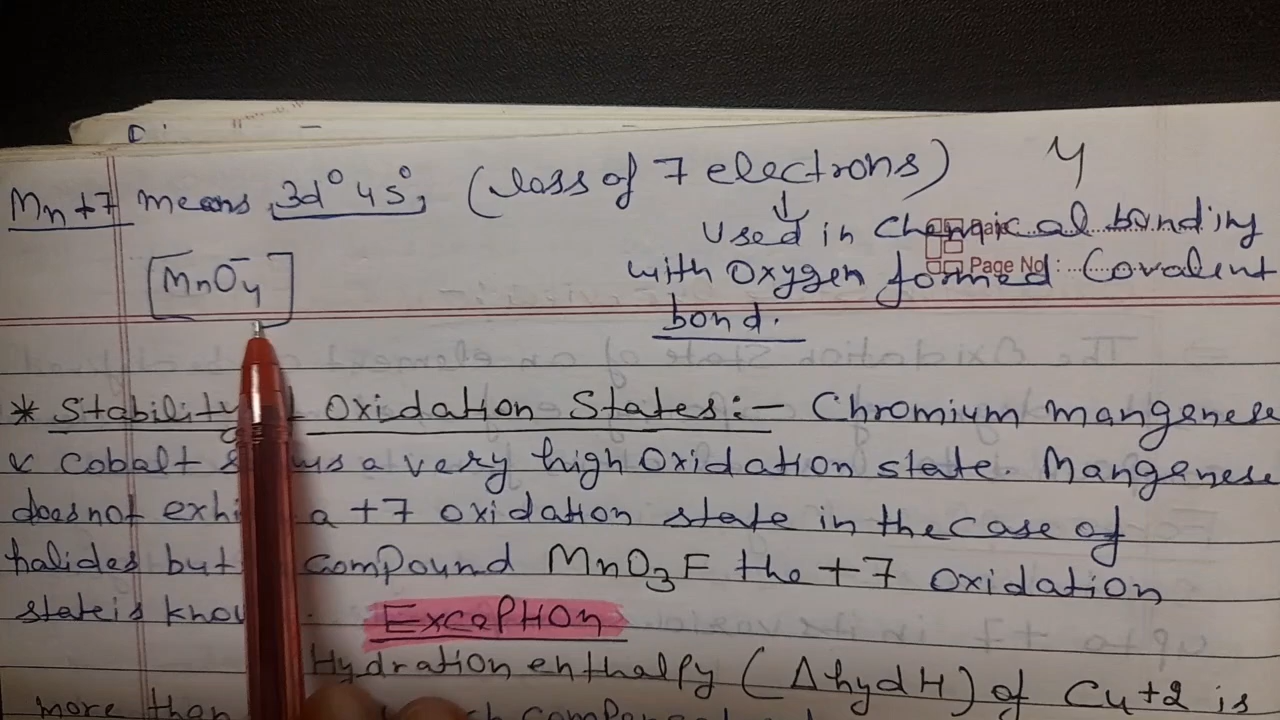 Mn+7 means 3d° 4s°, (loss of 7 electrons) 4
↓
Used in Chemical bonding
[MnO4⁻] with Oxygen formed Covalent
Page No:
bond.
* Stability Oxidation States:— Chromium manganese
& cobalt a very high Oxidation state. Manganese
does not a +7 oxidation state in the case of
halides but compound MnO3F the +7 oxidation
state is
Exception
Hydration enthalpy (ΔhydH) of Cu+2 is
more than